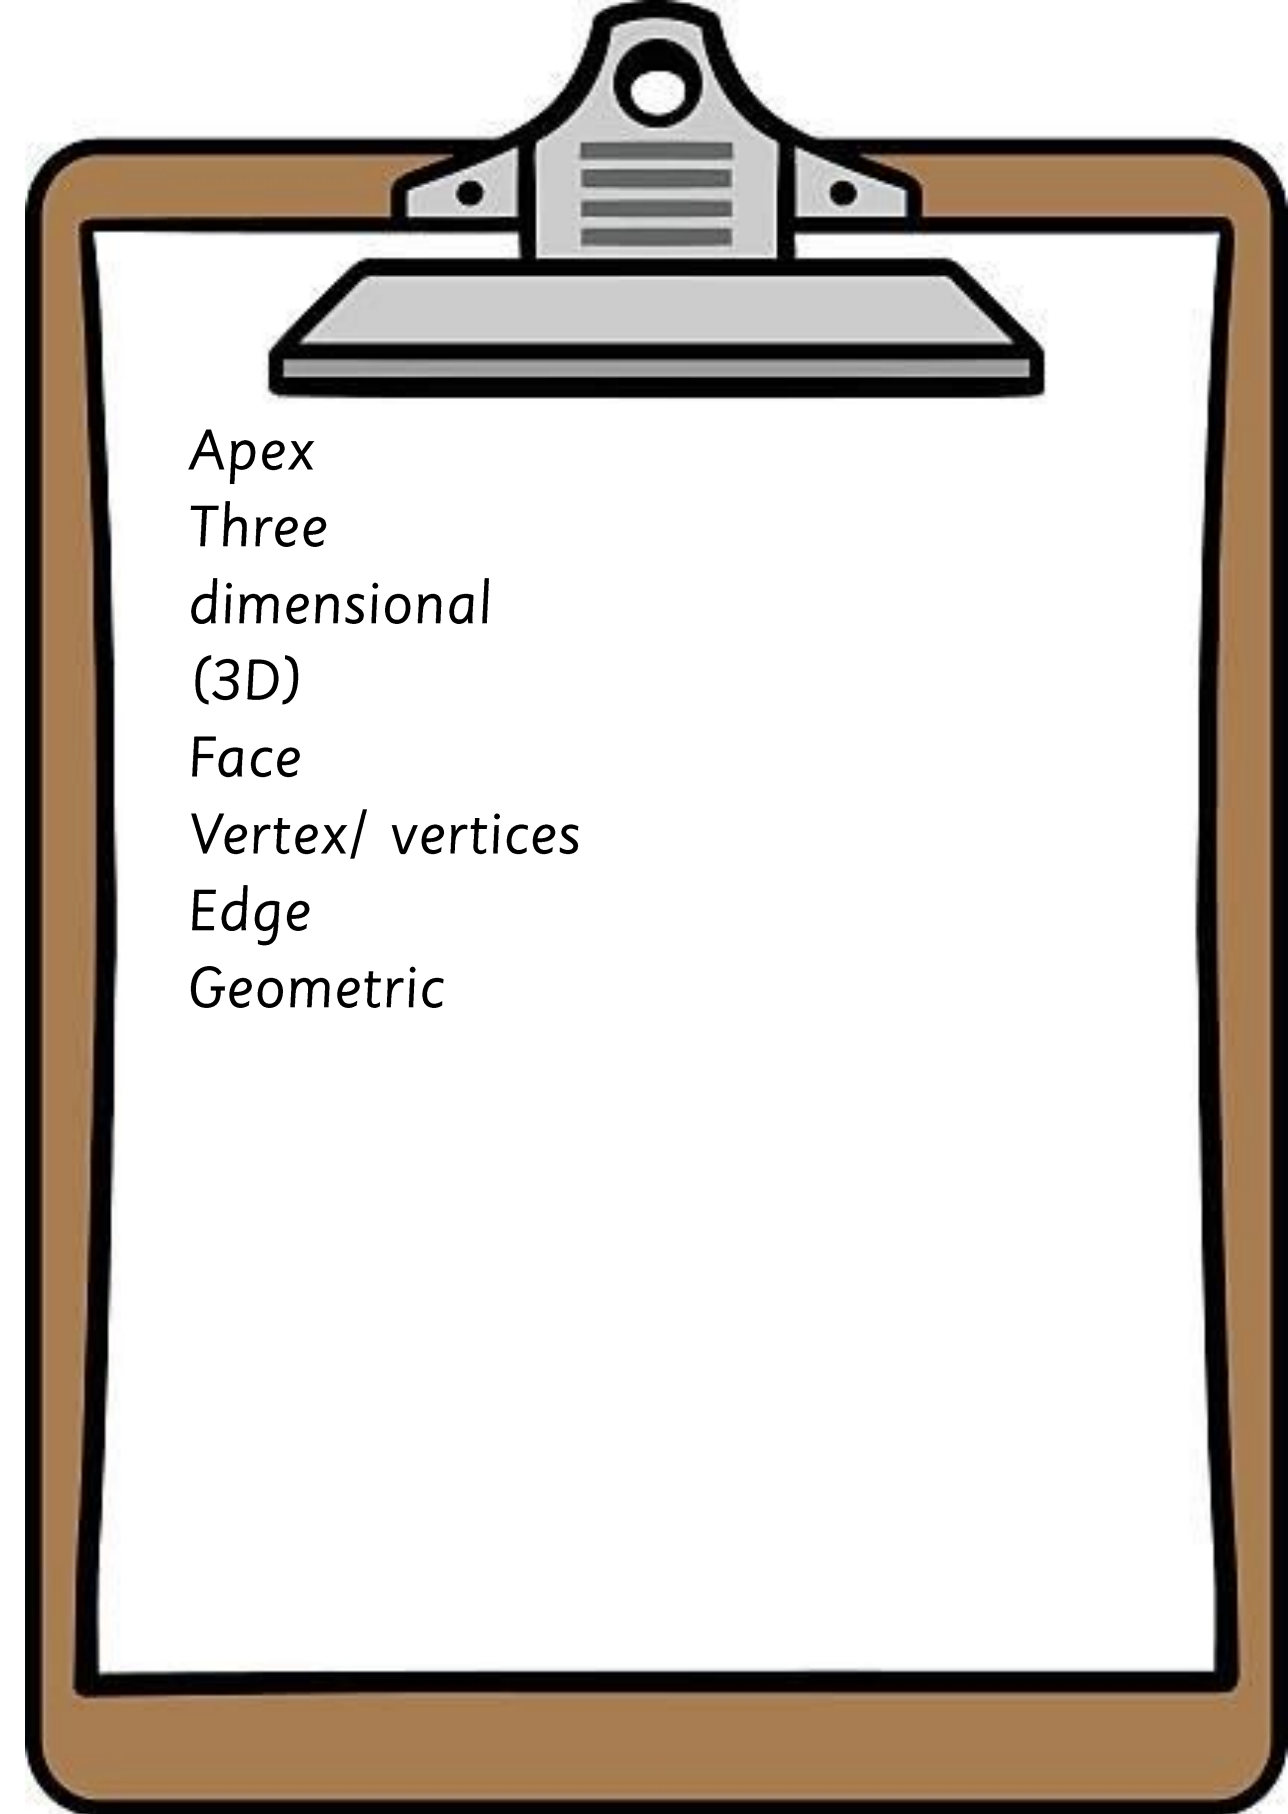 Apex
Three
dimensional
(3D)
Face
Vertex/ vertices
Edge
Geometric